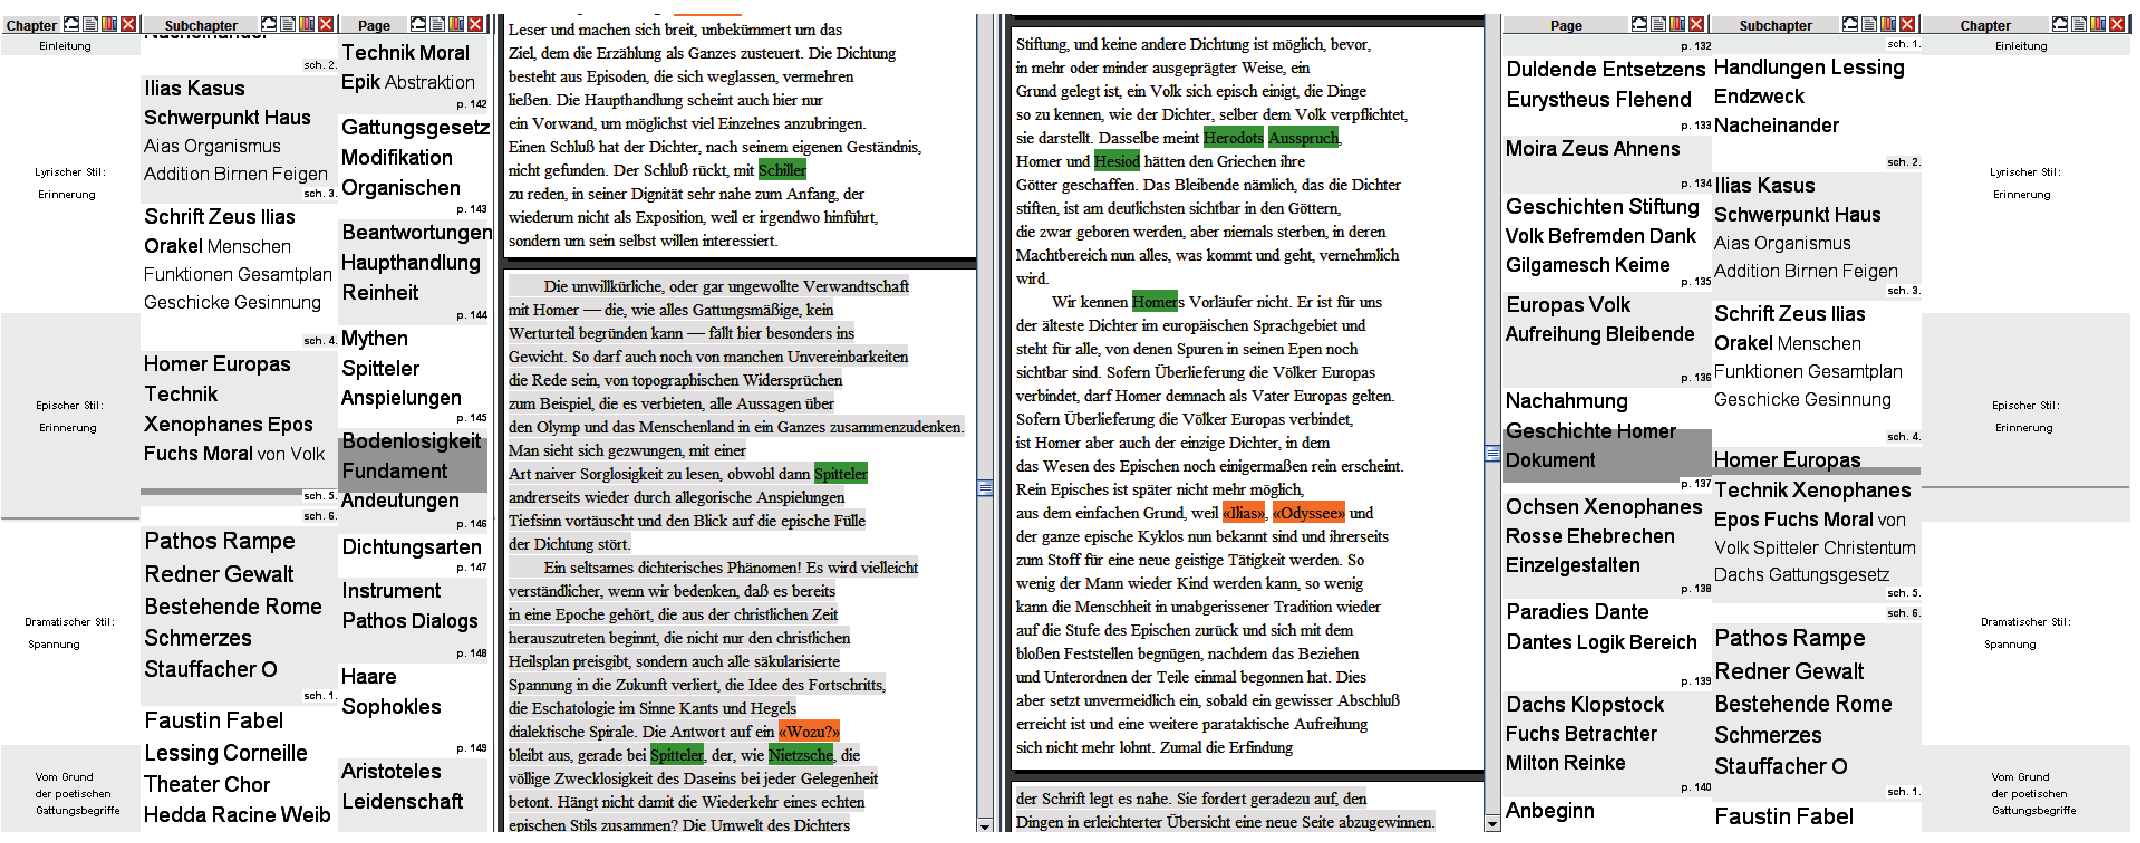 Chapter
Einleitung
Lyrischer Stil:
Erinnerung
Epischer Stil:
Erinnerung
Dramatischer Stil:
Spannung
Vom Grund
der poetischen
Gattungsbegriffe
Subchapter
sch. 2.
Ilias Kasus
Schwerpunkt Haus
Aias Organismus
Addition Birnen Feigen
sch. 3.
Schrift Zeus Ilias
Orakel Menschen
Funktionen Gesamtplan
Geschicke Gesinnung
sch. 4.
Homer Europas
Technik
Xenophanes Epos
Fuchs Moral von Volk
sch. 5.
sch. 6.
Pathos Rampe
Redner Gewalt
Bestehende Rome
Schmerzes
Stauffacher O
sch. 1.
Faustin Fabel
Lessing Corneille
Theater Chor
Hedda Racine Weib
Page
Technik Moral
Epik Abstraktion
p. 142
Gattungsgesetz
Modifikation
Organischen
p. 143
Beantwortungen
Haupthandlung
Reinheit
p. 144
Mythen
Spitteler
Anspielungen
p. 145
Bodenlosigkeit
Fundament
Andeutungen
p. 146
Dichtungsarten
p. 147
Instrument
Pathos Dialogs
p. 148
Haare
Sophokles
p. 149
Aristoteles
Leidenschaft
Leser und machen sich breit, unbekümmert um das
Ziel, dem die Erzählung als Ganzes zusteuert. Die Dichtung
besteht aus Episoden, die sich weglassen, vermehren
ließen. Die Haupthandlung scheint auch hier nur
ein Vorwand, um möglichst viel Einzelnes anzubringen.
Einen Schluß hat der Dichter, nach seinem eigenen Geständnis,
nicht gefunden. Der Schluß rückt, mit Schiller
zu reden, in seiner Dignität sehr nahe zum Anfang, der
wiederum nicht als Exposition, weil er irgendwo hinführt,
sondern um sein selbst willen interessiert.
Die unwillkürliche, oder gar ungewollte Verwandtschaft
mit Homer — die, wie alles Gattungsmäßige, kein
Werturteil begründen kann — fällt hier besonders ins
Gewicht. So darf auch noch von manchen Unvereinbarkeiten
die Rede sein, von topographischen Widersprüchen
zum Beispiel, die es verbieten, alle Aussagen über
den Olymp und das Menschenland in ein Ganzes zusammenzudenken.
Man sieht sich gezwungen, mit einer
Art naiver Sorglosigkeit zu lesen, obwohl dann Spitteler
andrerseits wieder durch allegorische Anspielungen
Tiefsinn vortäuscht und den Blick auf die epische Fülle
der Dichtung stört.
Ein seltsames dichterisches Phänomen! Es wird vielleicht
verständlicher, wenn wir bedenken, daß es bereits
in eine Epoche gehört, die aus der christlichen Zeit
herauszutreten beginnt, die nicht nur den christlichen
Heilsplan preisgibt, sondern auch alle säkularisierte
Spannung in die Zukunft verliert, die Idee des Fortschritts,
die Eschatologie im Sinne Kants und Hegels
dialektische Spirale. Die Antwort auf ein «Wozu?»
bleibt aus, gerade bei Spitteler, der, wie Nietzsche, die
völlige Zwecklosigkeit des Daseins bei jeder Gelegenheit
betont. Hängt nicht damit die Wiederkehr eines echten
epischen Stils zusammen? Die Umwelt des Dichters
Stiftung, und keine andere Dichtung ist möglich, bevor,
in mehr oder minder ausgeprägter Weise, ein
Grund gelegt ist, ein Volk sich episch einigt, die Dinge
so zu kennen, wie der Dichter, selber dem Volk verpflichtet,
sie darstellt. Dasselbe meint Herodots Ausspruch,
Homer und Hesiod hätten den Griechen ihre
Götter geschaffen. Das Bleibende nämlich, das die Dichter
stiften, ist am deutlichsten sichtbar in den Göttern,
die zwar geboren werden, aber niemals sterben, in deren
Machtbereich nun alles, was kommt und geht, vernehmlich
wird.
Wir kennen Homers Vorläufer nicht. Er ist für uns
der älteste Dichter im europäischen Sprachgebiet und
steht für alle, von denen Spuren in seinen Epen noch
sichtbar sind. Sofern Überlieferung die Völker Europas
verbindet, darf Homer demnach als Vater Europas gelten.
Sofern Überlieferung die Völker Europas verbindet,
ist Homer aber auch der einzige Dichter, in dem
das Wesen des Epischen noch einigermaßen rein erscheint.
Rein Episches ist später nicht mehr möglich,
aus dem einfachen Grund, weil «Ilias», «Odyssee» und
der ganze epische Kyklos nun bekannt sind und ihrerseits
zum Stoff für eine neue geistige Tätigkeit werden. So
wenig der Mann wieder Kind werden kann, so wenig
kann die Menschheit in unabgerissener Tradition wieder
auf die Stufe des Epischen zurück und sich mit dem
bloßen Feststellen begnügen, nachdem das Beziehen
und Unterordnen der Teile einmal begonnen hat. Dies
aber setzt unvermeidlich ein, sobald ein gewisser Abschluß
erreicht ist und eine weitere parataktische Aufreihung
sich nicht mehr lohnt. Zumal die Erfindung
der Schrift legt es nahe. Sie fordert geradezu auf, den
Dingen in erleichterter Übersicht eine neue Seite abzugewinnen.
Page
p. 132
Duldende Entsetzens
Eurystheus Flehend
p. 133
Moira Zeus Ahnens
p. 134
Geschichten Stiftung
Volk Befremden Dank
Gilgamesch Keime
p. 135
Europas Volk
Aufreihung Bleibende
p. 136
Nachahmung
Geschichte Homer
Dokument
p. 137
Ochsen Xenophanes
Rosse Ehebrechen
Einzelgestalten
p. 138
Paradies Dante
Dantes Logik Bereich
p. 139
Dachs Klopstock
Fuchs Betrachter
Milton Reinke
p. 140
Anbeginn
Subchapter
sch. 1.
Handlungen Lessing
Endzweck
Nacheinander
sch. 2.
Ilias Kasus
Schwerpunkt Haus
Aias Organismus
Addition Birnen Feigen
sch. 3.
Schrift Zeus Ilias
Orakel Menschen
Funktionen Gesamtplan
Geschicke Gesinnung
sch. 4.
Homer Europas
Technik Xenophanes
Epos Fuchs Moral von
Volk Spitteler Christentum
Dachs Gattungsgesetz
sch. 5.
sch. 6.
Pathos Rampe
Redner Gewalt
Bestehende Rome
Schmerzes
Stauffacher O
sch. 1.
Faustin Fabel
Chapter
Einleitung
Lyrischer Stil:
Erinnerung
Epischer Stil:
Erinnerung
Dramatischer Stil:
Spannung
Vom Grund
der poetischen
Gattungsbegriffe